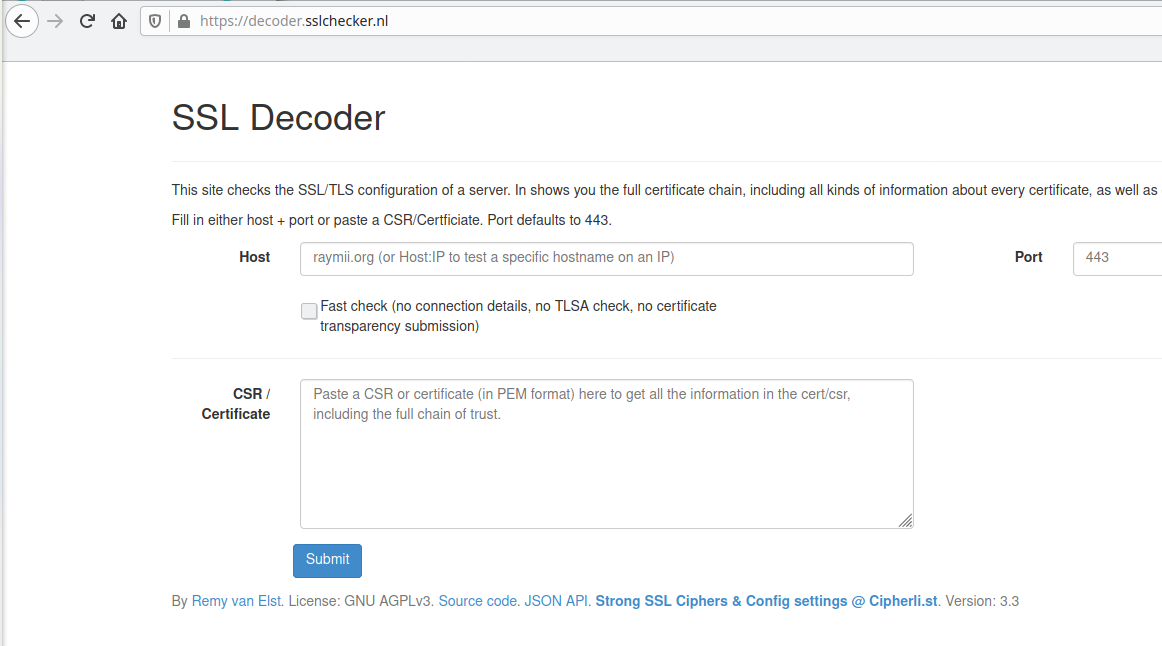 https://decoder.sslchecker.nl
SSL Decoder
This site checks the SSL/TLS configuration of a server. In shows you the full certificate chain, including all kinds of information about every certificate, as well as
Fill in either host + port or paste a CSR/Certficiate. Port defaults to 443.
Host raymii.org (or Host:IP to test a specific hostname on an IP) Port 443
Fast check (no connection details, no TLSA check, no certificate
transparency submission)
CSR / Paste a CSR or certificate (in PEM format) here to get all the information in the cert/csr,
Certificate including the full chain of trust.
Submit
By Remy van Elst. License: GNU AGPLv3. Source code. JSON API. Strong SSL Ciphers & Config settings @ Cipherli.st. Version: 3.3